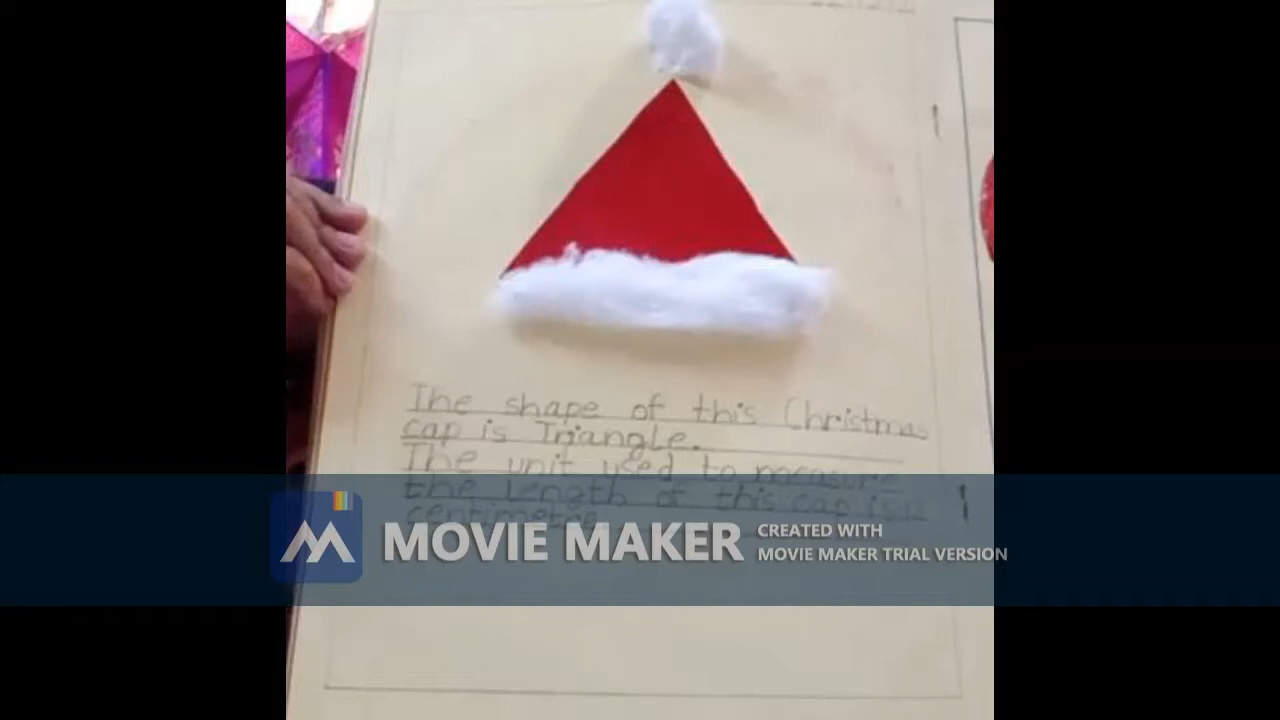 The shape of this Christmas
cap is Triangle.
The unit used to measure
the length of this cap is
centimetre
MOVIE MAKER
CREATED WITH
MOVIE MAKER TRIAL VERSION